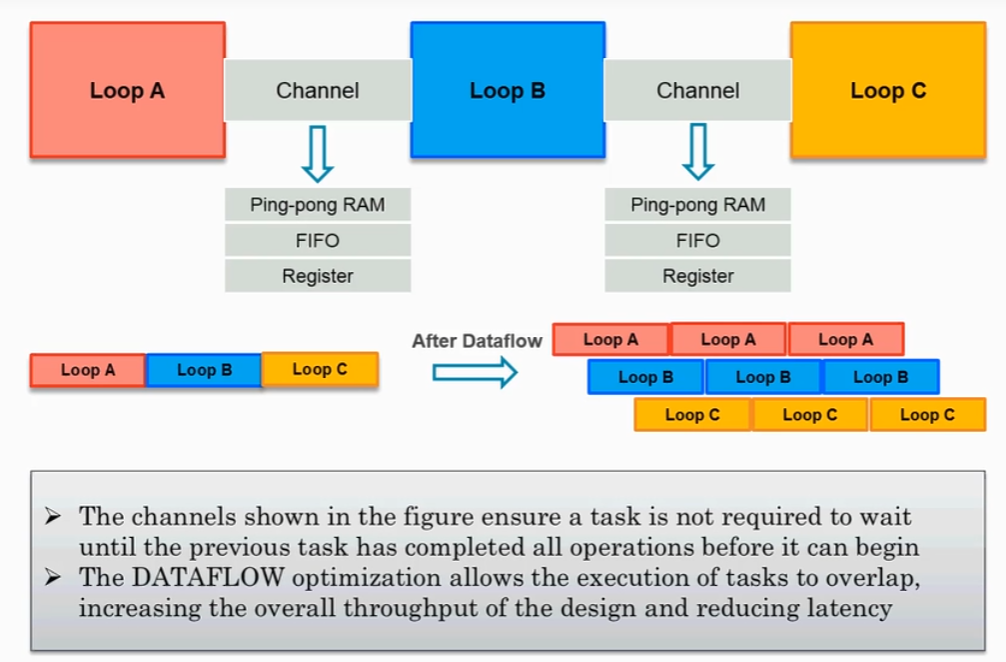 Loop A
Channel
Loop B
Channel
Loop C
Ping-pong RAM
FIFO
Register
Ping-pong RAM
FIFO
Register
Loop A Loop B Loop C
After Dataflow
Loop A Loop A Loop A
Loop B Loop B Loop B
Loop C Loop C Loop C
➢ The channels shown in the figure ensure a task is not required to wait
until the previous task has completed all operations before it can begin
➢ The DATAFLOW optimization allows the execution of tasks to overlap,
increasing the overall throughput of the design and reducing latency